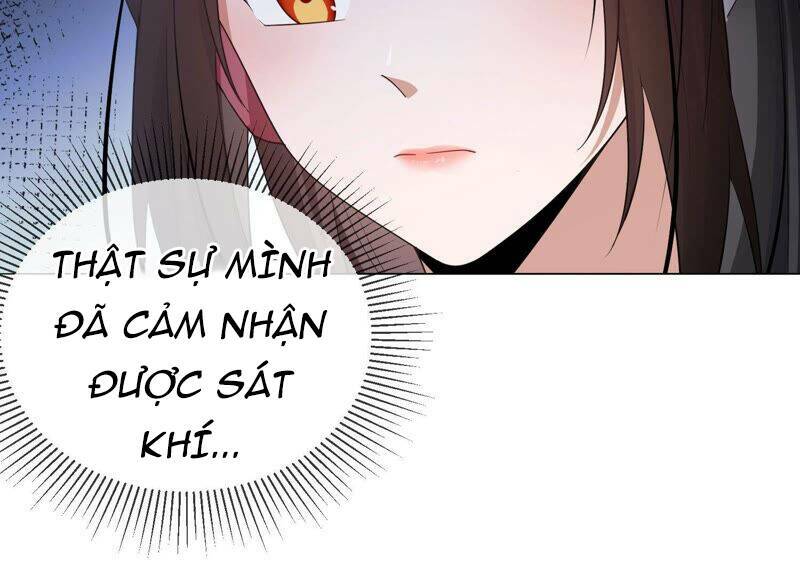 THẬT SỰ MÌNH
ĐÃ CẢM NHẬN
ĐƯỢC SÁT
KHÍ...